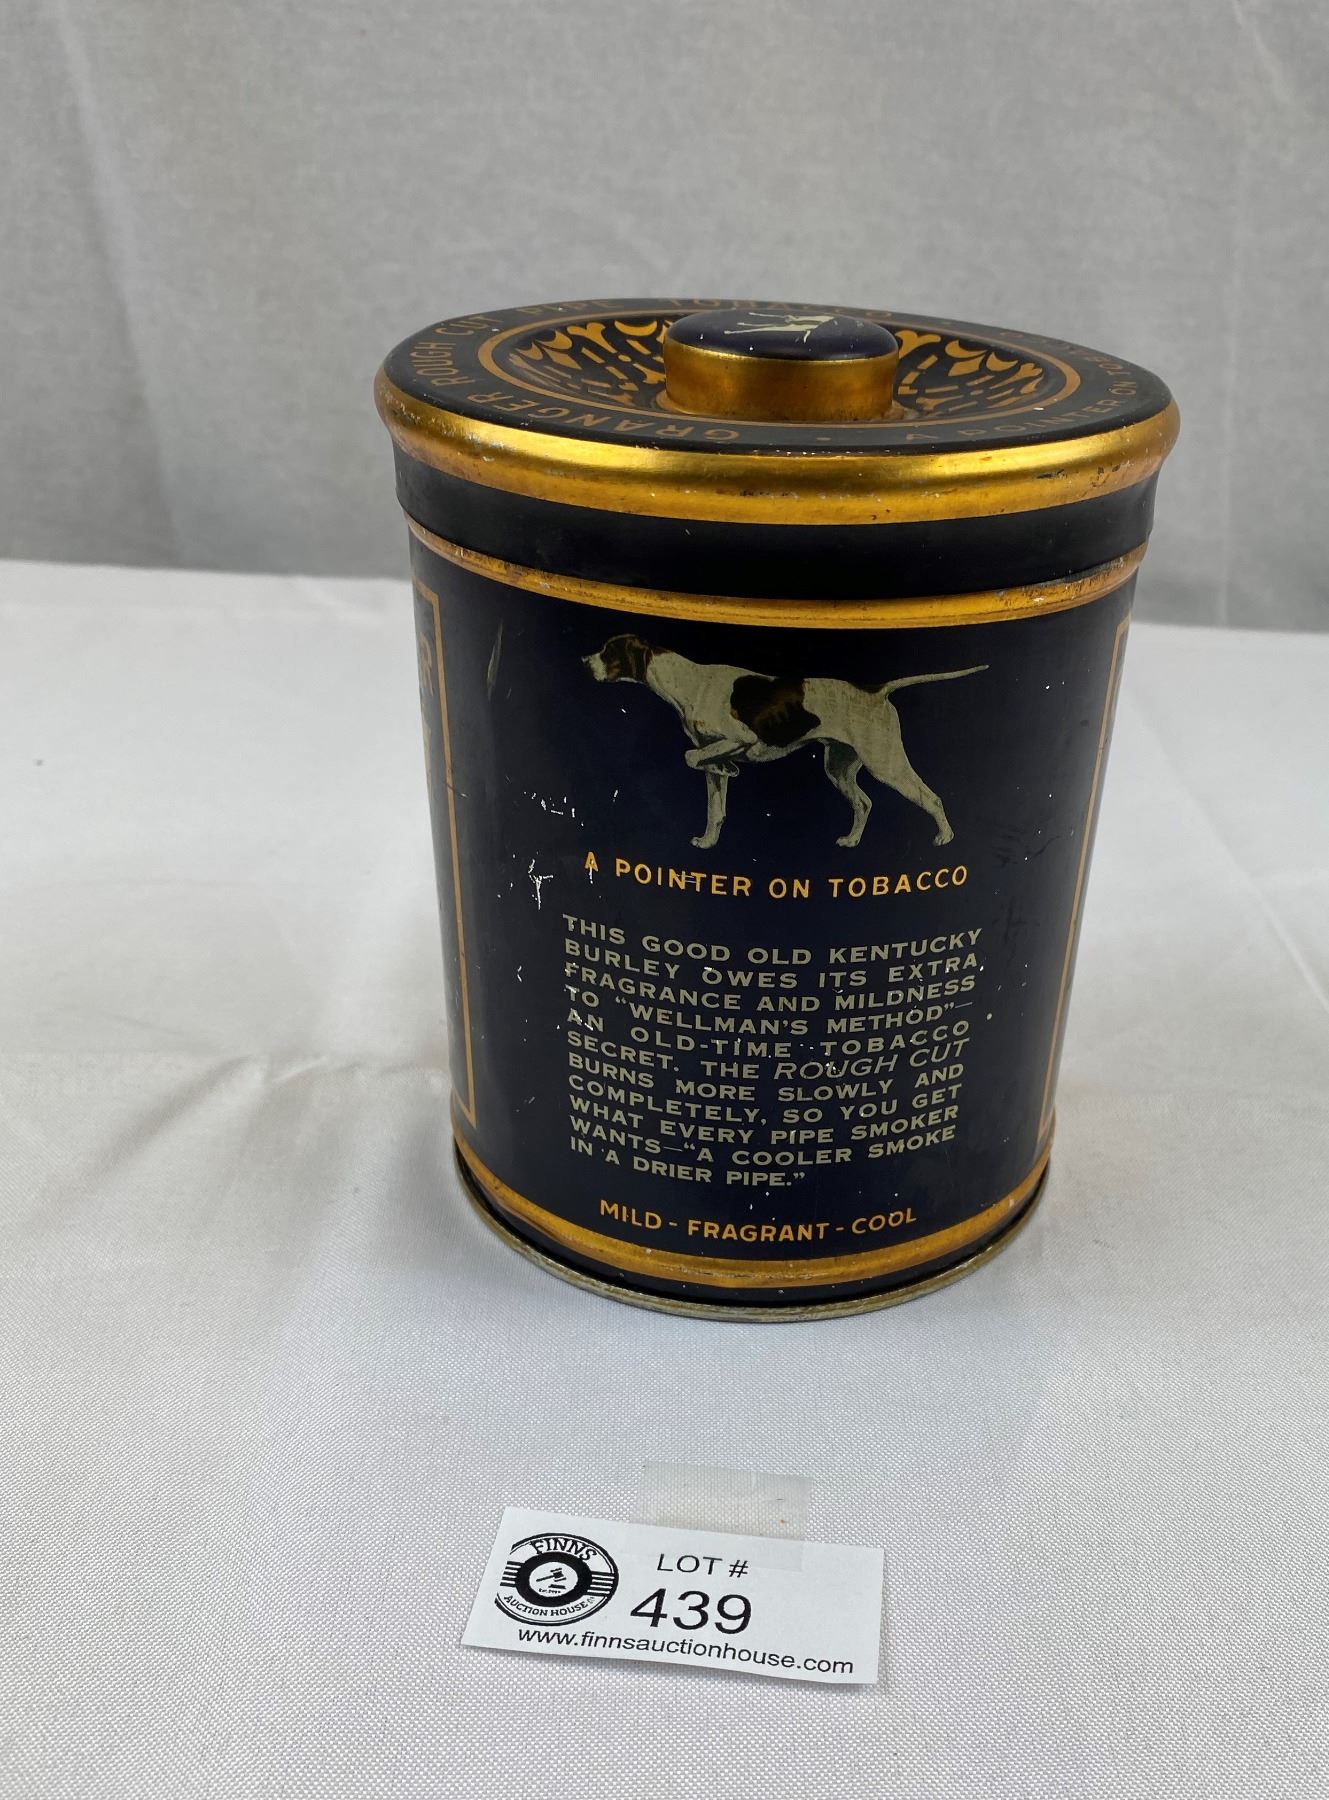 GRANGER ROUGH CUT PIPE TOBACCO
A POINTER ON TOBACCO
A POINTER ON TOBACCO
THIS GOOD OLD KENTUCKY
BURLEY OWES ITS EXTRA
FRAGRANCE AND MILDNESS
TO "WELLMAN'S METHOD"—
AN OLD-TIME TOBACCO
SECRET. THE ROUGH CUT
BURNS MORE SLOWLY AND
COMPLETELY, SO YOU GET
WHAT EVERY PIPE SMOKER
WANTS—"A COOLER SMOKE
IN A DRIER PIPE."
MILD - FRAGRANT - COOL
FINNS
AUCTION HOUSE
LOT #
439
www.finnsauctionhouse.com